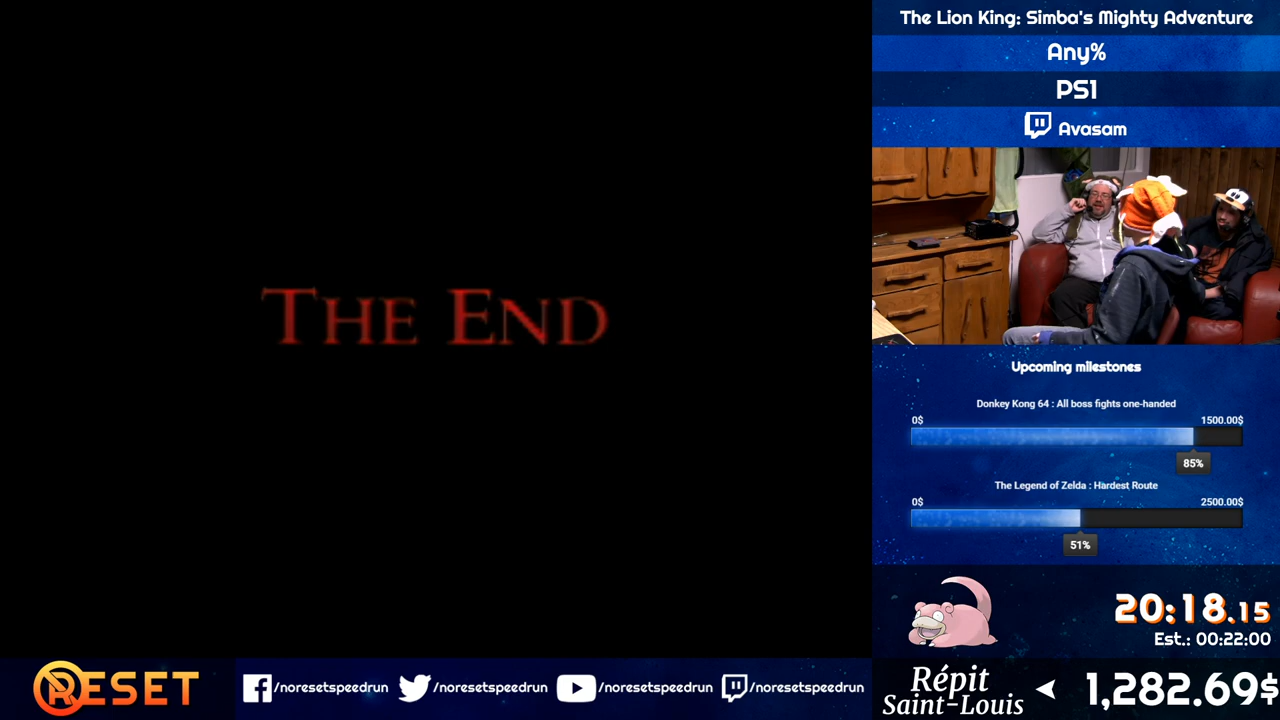 The Lion King: Simba's Mighty Adventure
Any%
PS1
Avasam
THE END
Upcoming milestones
Donkey Kong 64 : All boss fights one-handed
0$ 1500.00$
85%
The Legend of Zelda : Hardest Route
0$ 2500.00$
51%
20:18.15
Est.: 00:22:00
RESET
/noresetspeedrun
/noresetspeedrun
/noresetspeedrun
/noresetspeedrun
Répit
Saint-Louis
1,282.69$